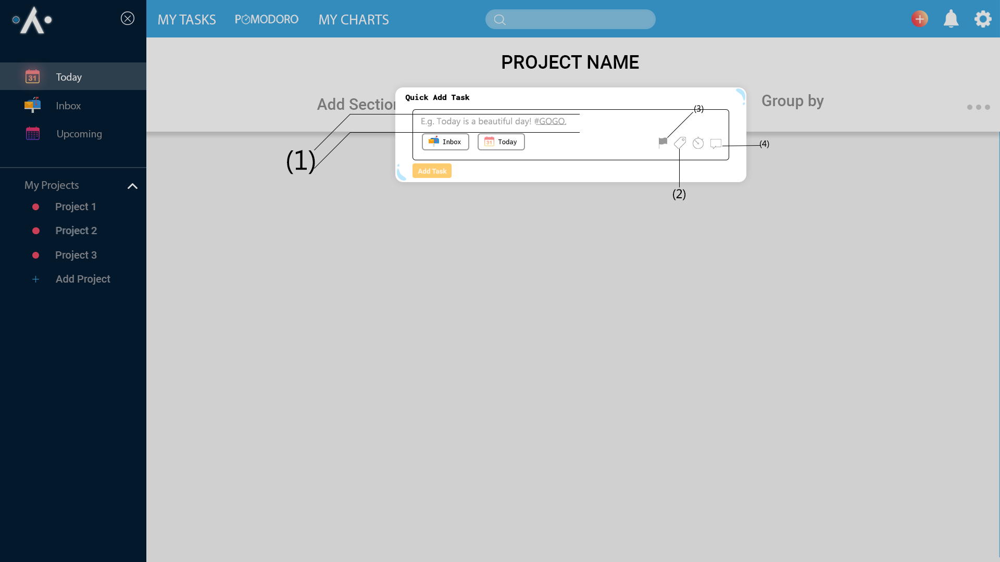 MY TASKS
POMODORO
MY CHARTS
PROJECT NAME
31
Today
Inbox
Upcoming
Add Section
Quick Add Task
Group by
(3)
E.g. Today is a beautiful day! #GOGO.
Inbox
31 Today
(4)
(1)
Add Task
(2)
My Projects
Project 1
Project 2
Project 3
+ Add Project